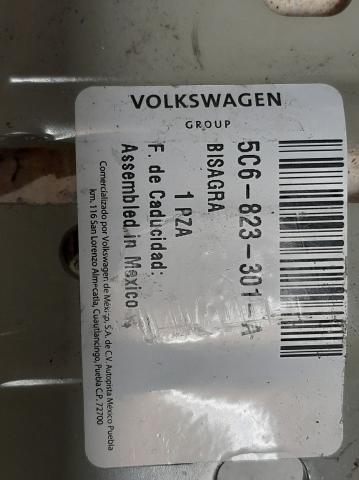 VOLKSWAGEN
GROUP
5C6-823-301-A
BISAGRA
1 PZA
F. de Caducidad:
Assembled in Mexico
Comercializado por Volkswagen de México, S.A. de C.V. Autopista México Puebla
km. 116 San Lorenzo Almecatla, Cuautlancingo, Puebla C.P. 72700